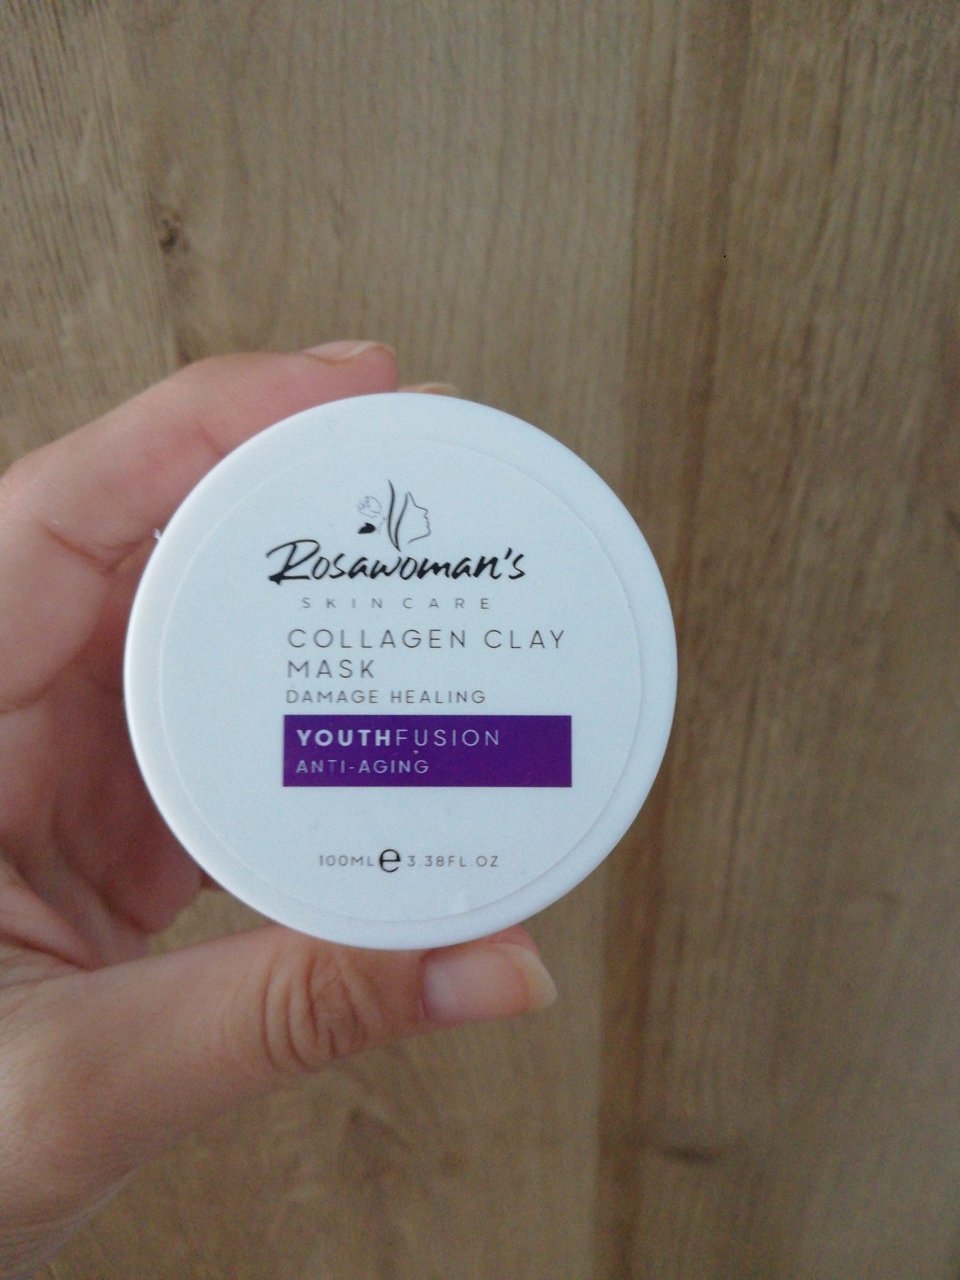 Rosawoman's
SKINCARE
COLLAGEN CLAY
MASK
DAMAGE HEALING
YOUTHFUSION
ANTI-AGING
100ML e 3.38FL.OZ